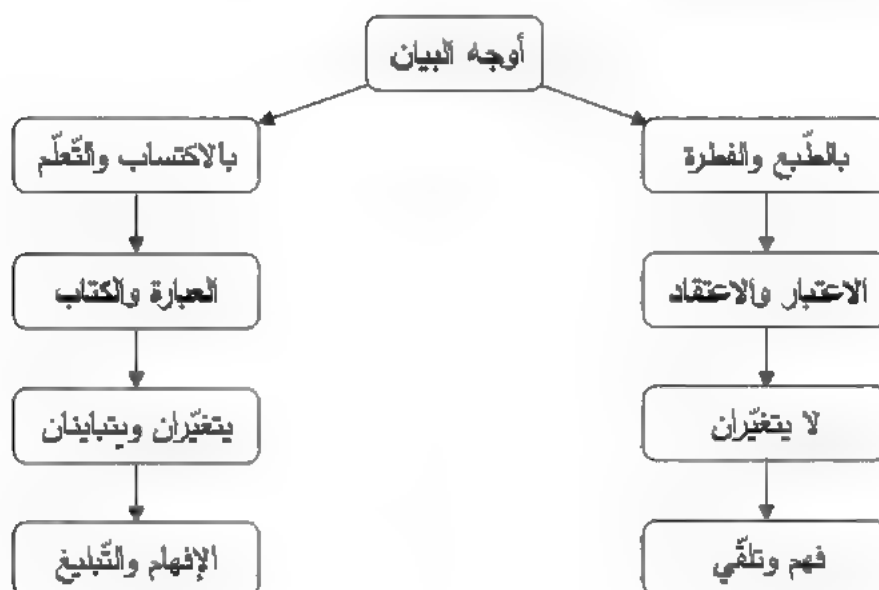 أوجه البيان
بالطّبع والفطرة
بالاكتساب والتّعلّم
الاعتبار والاعتقاد
العبارة والكتاب
لا يتغيّران
يتغيّران ويتباينان
فهم وتلقّي
الإفهام والتّبليغ